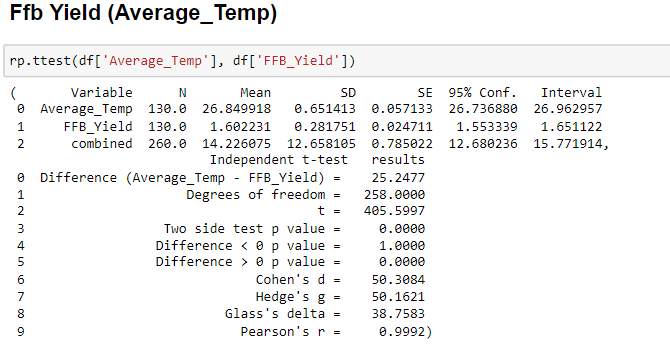 Ffb Yield (Average_Temp)
rp.ttest(df['Average_Temp'], df['FFB_Yield'])
( Variable N Mean SD SE 95% Conf. Interval
0 Average_Temp 130.0 26.849918 0.651413 0.057133 26.736880 26.962957
1 FFB_Yield 130.0 1.602231 0.281751 0.024711 1.553339 1.651122
2 combined 260.0 14.226075 12.658105 0.785022 12.680236 15.771914,
Independent t-test results
0 Difference (Average_Temp - FFB_Yield) = 25.2477
1 Degrees of freedom = 258.0000
2 t = 405.5997
3 Two side test p value = 0.0000
4 Difference < 0 p value = 1.0000
5 Difference > 0 p value = 0.0000
6 Cohen's d = 50.3084
7 Hedge's g = 50.1621
8 Glass's delta = 38.7583
9 Pearson's r = 0.9992)